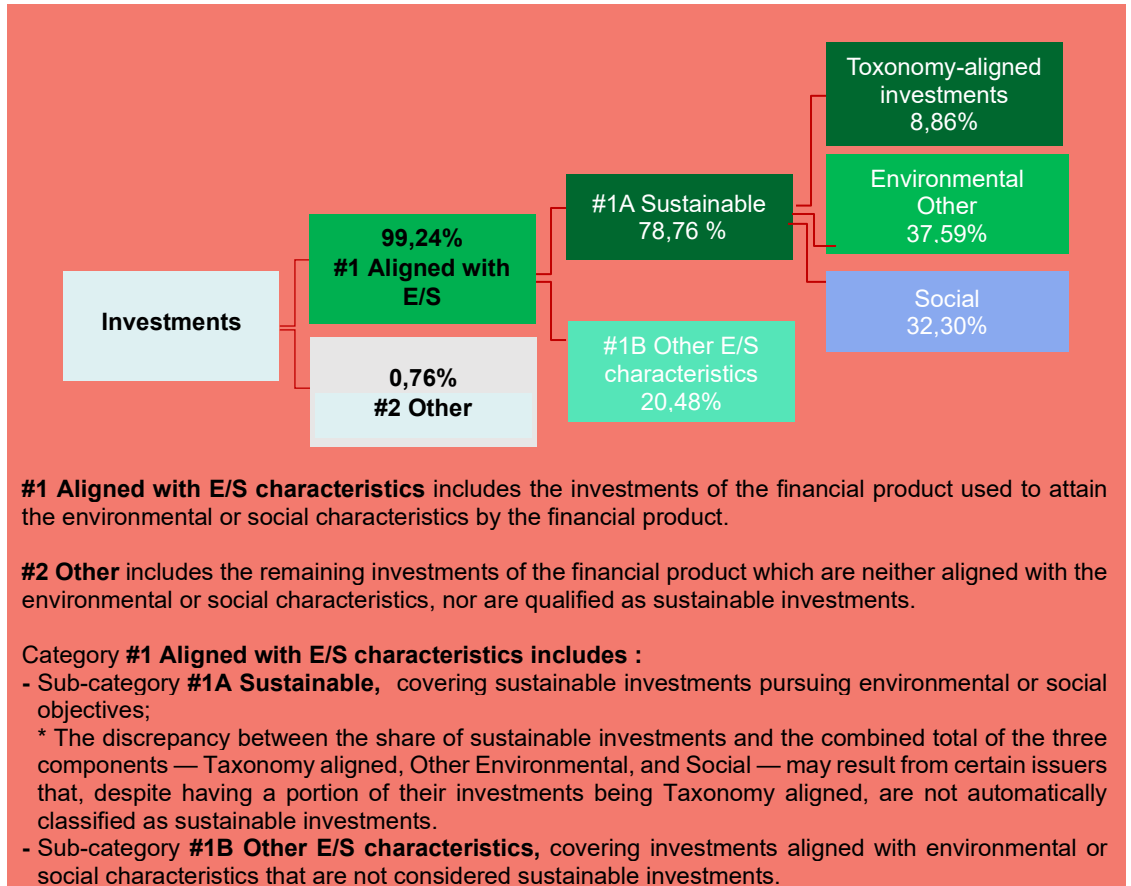 Toxonomy-aligned
investments
8,86%
Environmental
Other
37.59%
#1A Sustainable
78,76 %
99,24%
#1 Aligned with
E/S
Social
32,30%
Investments
#1B Other E/S
characteristics
20,48%
0,76%
#2 Other
#1 Aligned with E/S characteristics includes the investments of the financial product used to attain
the environmental or social characteristics by the financial product.
#2 Other includes the remaining investments of the financial product which are neither aligned with the
environmental or social characteristics, nor are qualified as sustainable investments.
Category #1 Aligned with E/S characteristics includes :
- Sub-category #1A Sustainable, covering sustainable investments pursuing environmental or social
objectives;
* The discrepancy between the share of sustainable investments and the combined total of the three
components — Taxonomy aligned, Other Environmental, and Social — may result from certain issuers
that, despite having a portion of their investments being Taxonomy aligned, are not automatically
classified as sustainable investments.
- Sub-category #1B Other E/S characteristics, covering investments aligned with environmental or
social characteristics that are not considered sustainable investments.